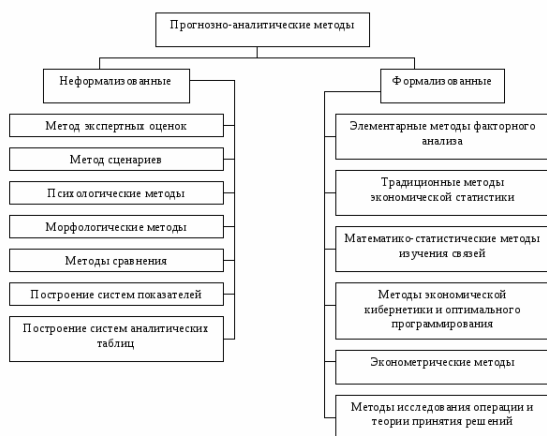 Прогнозно-аналитические методы
Неформализованные
Формализованные
Метод экспертных оценок
Метод сценариев
Психологические методы
Морфологические методы
Методы сравнения
Построение систем показателей
Построение систем аналитических
таблиц
Элементарные методы факторного
анализа
Традиционные методы
экономической статистики
Математико-статистические методы
изучения связей
Методы экономической
кибернетики и оптимального
программирования
Эконометрические методы
Методы исследования операции и
теории принятия решений